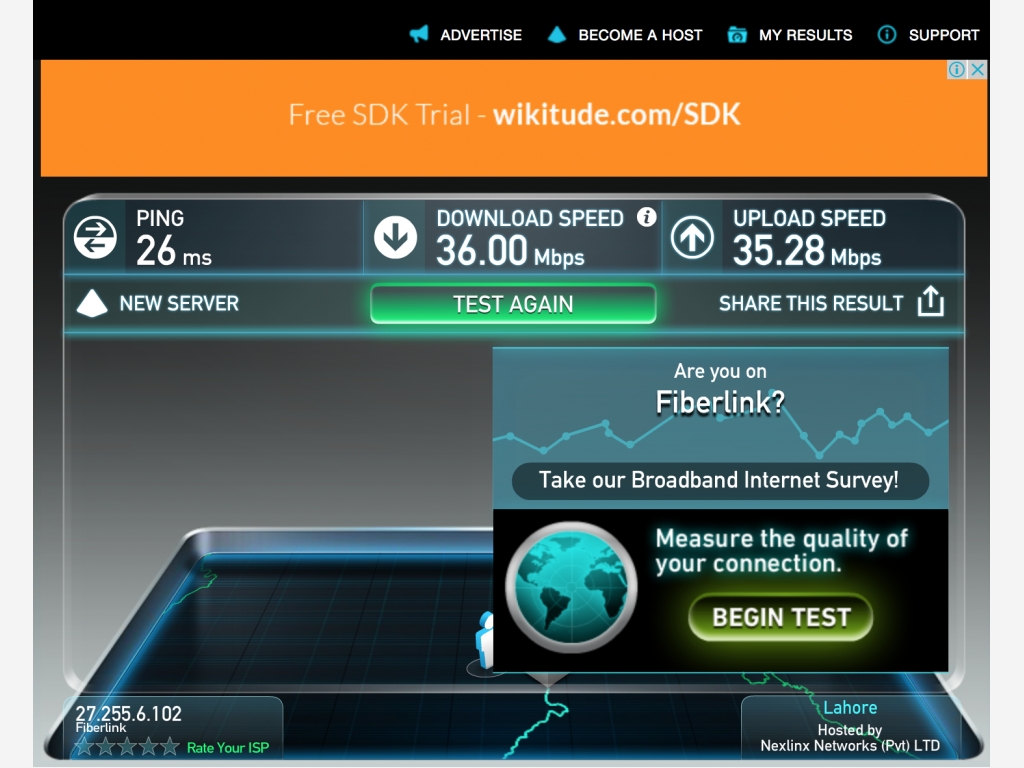 ADVERTISE BECOME A HOST MY RESULTS SUPPORT
Free SDK Trial - wikitude.com/SDK
PING DOWNLOAD SPEED UPLOAD SPEED
26 ms 36.00 Mbps 35.28 Mbps
NEW SERVER TEST AGAIN SHARE THIS RESULT
Are you on
Fiberlink?
Take our Broadband Internet Survey!
Measure the quality of
your connection.
BEGIN TEST
27.255.6.102
Fiberlink
Rate Your ISP
Lahore
Hosted by
Nexlinx Networks (Pvt) LTD